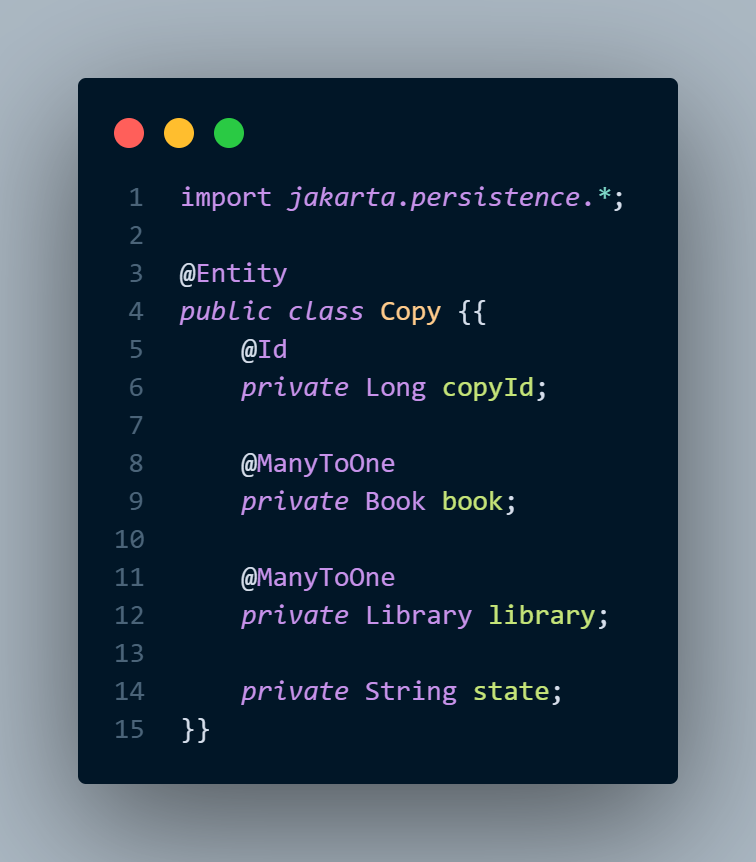 1 import jakarta.persistence.*;
2
3 @Entity
4 public class Copy {{
5     @Id
6     private Long copyId;
7
8     @ManyToOne
9     private Book book;
10
11     @ManyToOne
12     private Library library;
13
14     private String state;
15 }}